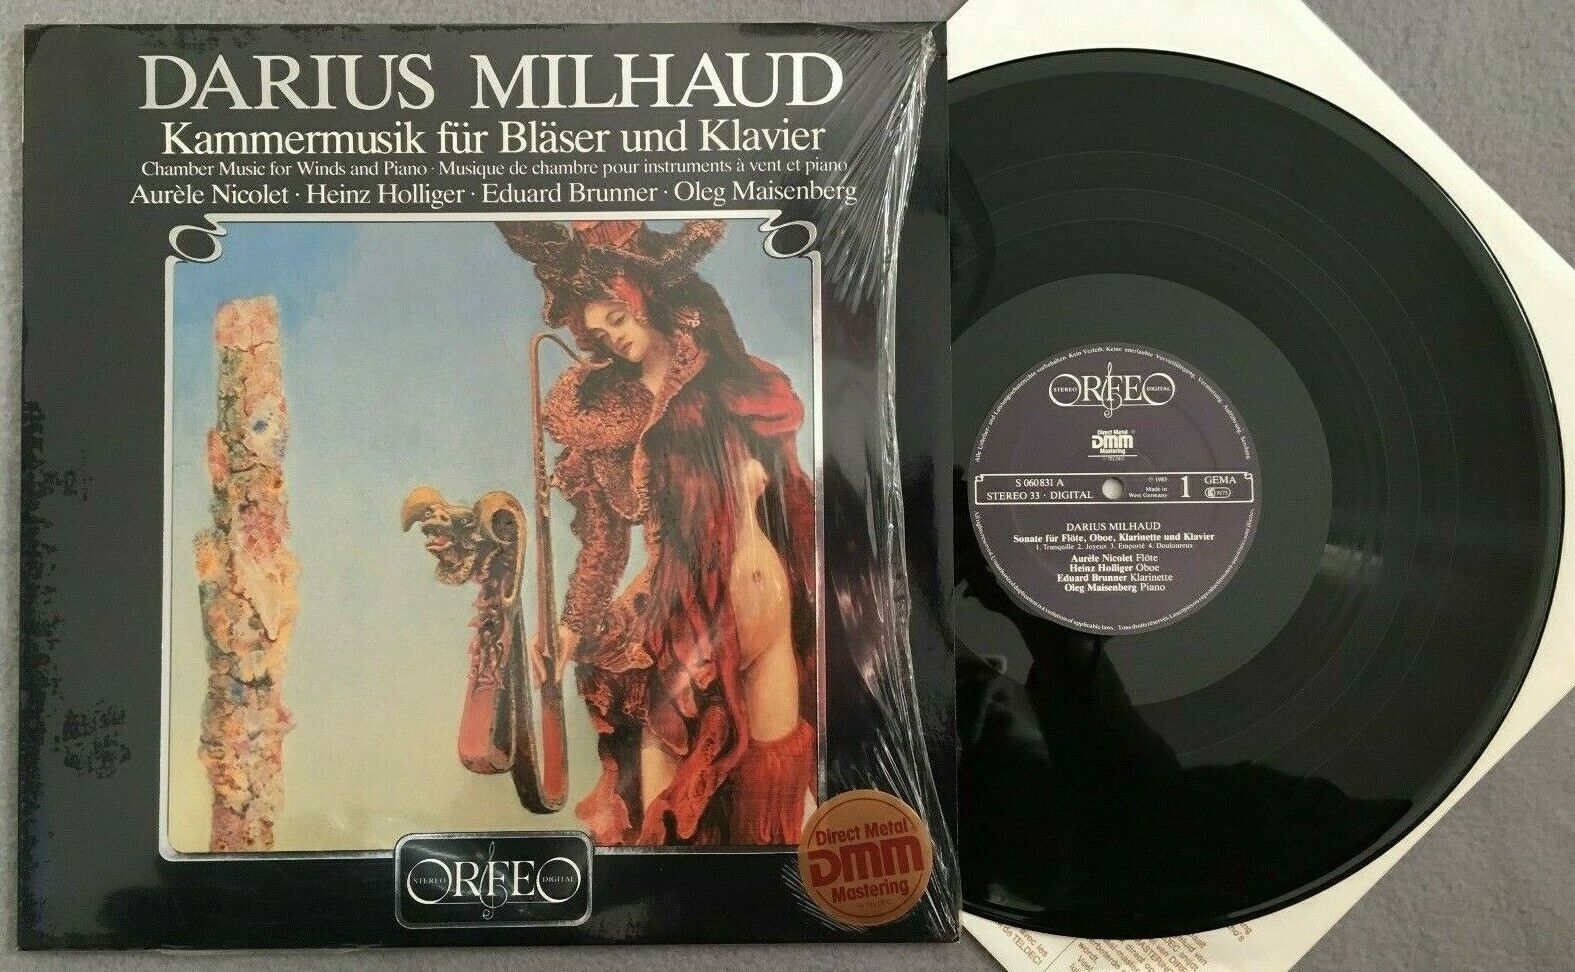 DARIUS MILHAUD
Kammermusik für Bläser und Klavier
Chamber Music for Winds and Piano · Musique de chambre pour instruments à vent et piano
Aurèle Nicolet · Heinz Holliger · Eduard Brunner · Oleg Maisenberg
STEREO ORFEO DIGITAL
Direct Metal
DMM
Mastering
STEREO ORFEO DIGITAL
Direct Metal
DMM
Mastering
TELDEC
S 060831 A
STEREO 33 · DIGITAL
Made in
West Germany
1
GEMA
DARIUS MILHAUD
Sonate für Flöte, Oboe, Klarinette und Klavier
1. Tranquille 2. Joyeux 3. Emporté 4. Douloureux
Aurèle Nicolet Flöte
Heinz Holliger Oboe
Eduard Brunner Klarinette
Oleg Maisenberg Piano